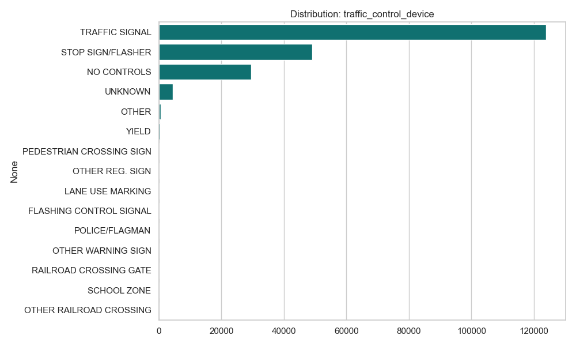 Distribution: traffic_control_device
TRAFFIC SIGNAL
STOP SIGN/FLASHER
NO CONTROLS
UNKNOWN
OTHER
YIELD
PEDESTRIAN CROSSING SIGN
OTHER REG. SIGN
LANE USE MARKING
FLASHING CONTROL SIGNAL
POLICE/FLAGMAN
OTHER WARNING SIGN
RAILROAD CROSSING GATE
SCHOOL ZONE
OTHER RAILROAD CROSSING
None
0 20000 40000 60000 80000 100000 120000